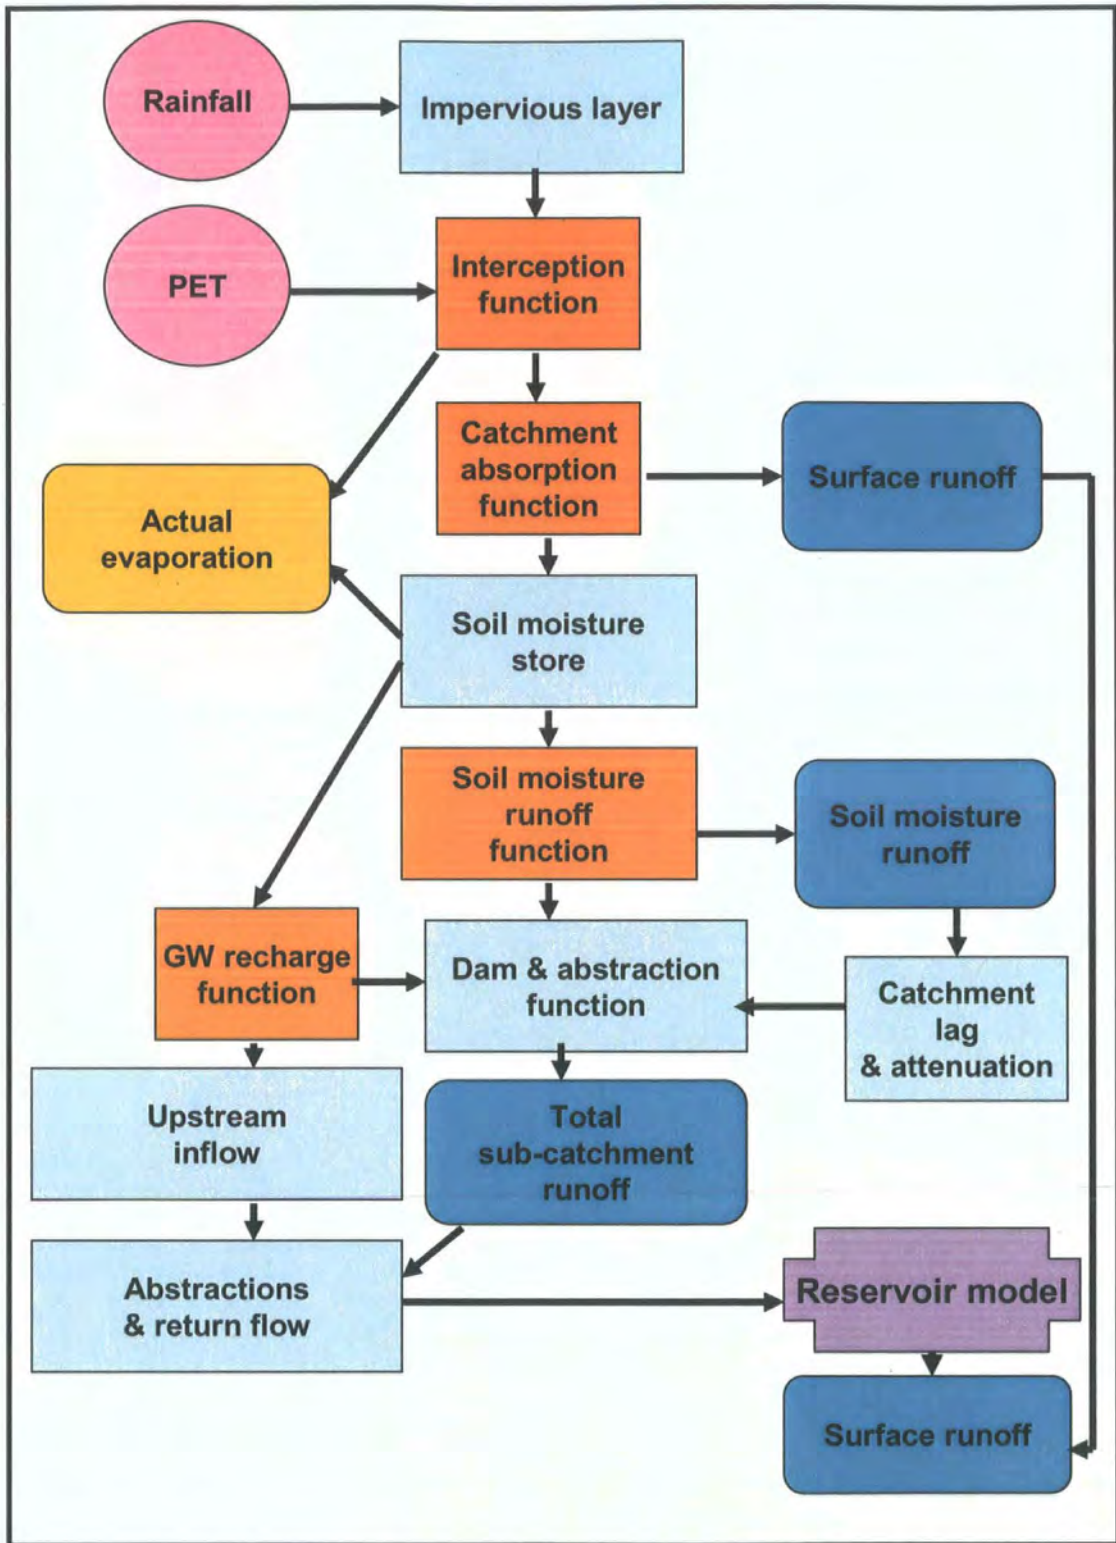 Rainfall
Impervious layer
PET
Interception
function
Catchment
absorption
function
Surface runoff
Actual
evaporation
Soil moisture
store
Soil moisture
runoff
function
Soil moisture
runoff
GW recharge
function
Dam & abstraction
function
Catchment
lag
& attenuation
Upstream
inflow
Total
sub-catchment
runoff
Abstractions
& return flow
Reservoir model
Surface runoff